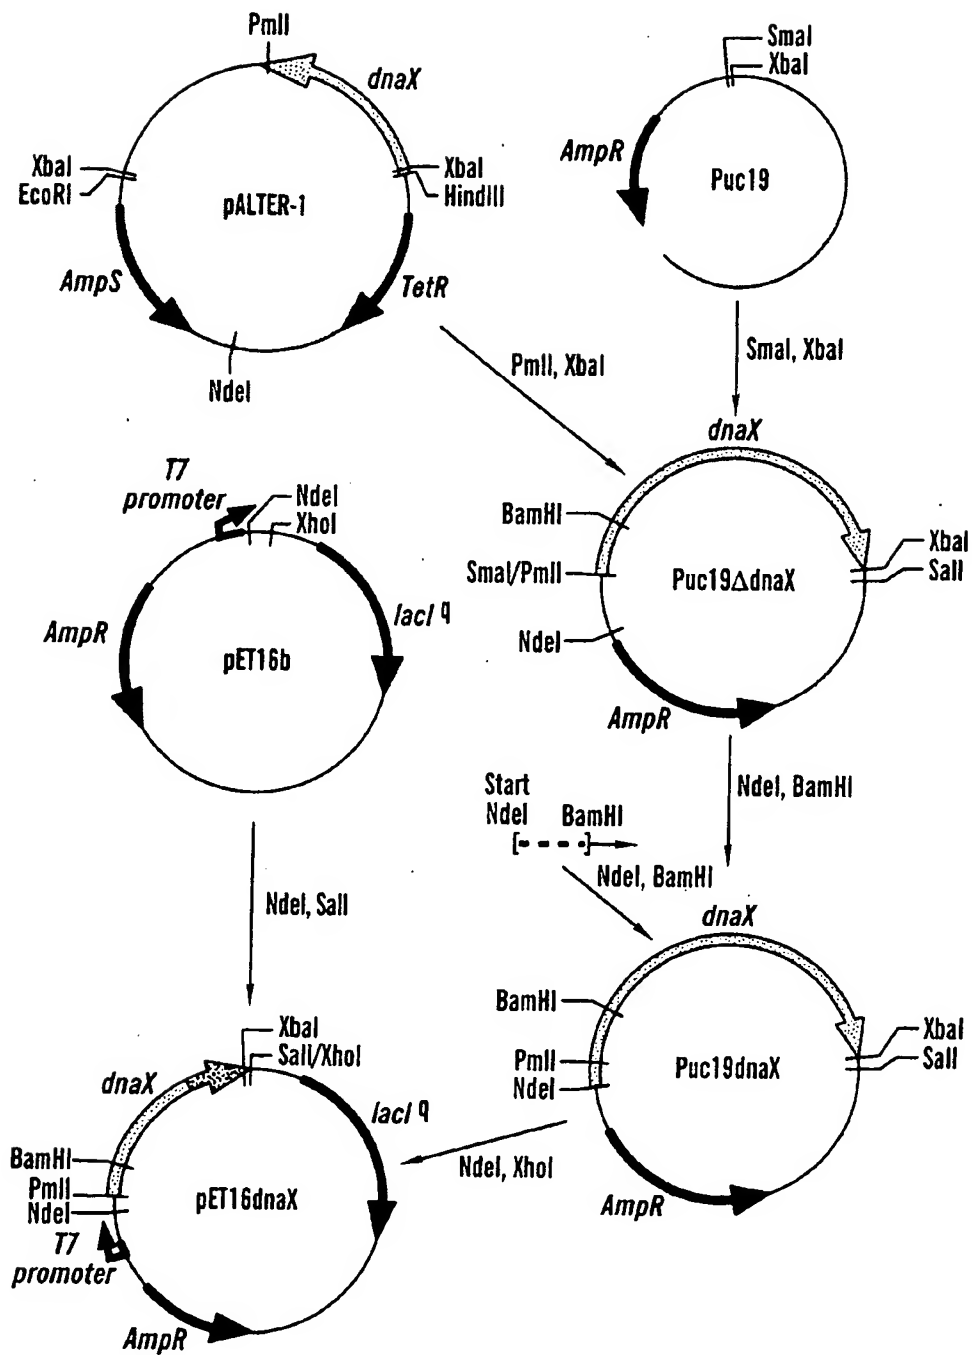 PmlI
dnaX
XbaI
EcoRI
XbaI
HindIII
pALTER-1
AmpS
TetR
NdeI
SmaI
XbaI
AmpR
Puc19
PmlI, XbaI
SmaI, XbaI
dnaX
BamHI
SmaI/PmlI
NdeI
Puc19ΔdnaX
XbaI
SalI
AmpR
T7
promoter
NdeI
XhoI
AmpR
pET16b
lacI q
NdeI, BamHI
Start
NdeI
BamHI
NdeI, BamHI
NdeI, SalI
dnaX
BamHI
PmlI
NdeI
Puc19dnaX
XbaI
SalI
AmpR
NdeI, XhoI
XbaI
SalI/XhoI
dnaX
lacI q
BamHI
PmlI
NdeI
pET16dnaX
T7
promoter
AmpR